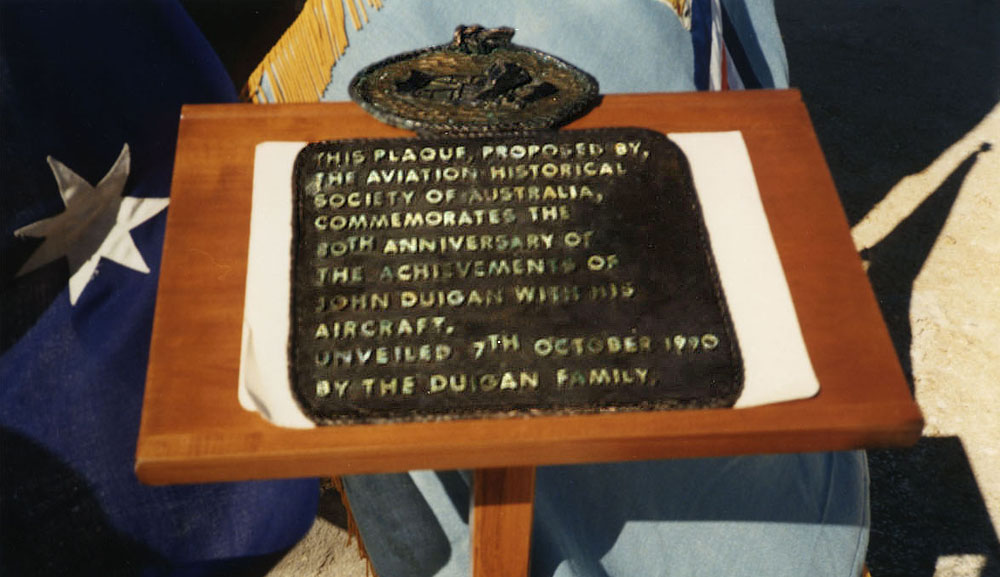 THIS PLAQUE, PROPOSED BY,
THE AVIATION HISTORICAL
SOCIETY OF AUSTRALIA,
COMMEMORATES THE
80TH ANNIVERSARY OF
THE ACHIEVEMENTS OF
JOHN DUIGAN WITH HIS
AIRCRAFT.
UNVEILED 7TH OCTOBER 1990
BY THE DUIGAN FAMILY.